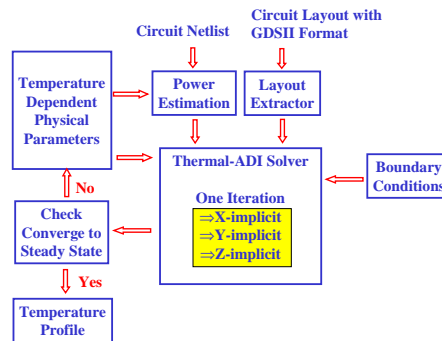 Circuit Netlist
Circuit Layout with
GDSII Format
Temperature
Dependent
Physical
Parameters
Power
Estimation
Layout
Extractor
Thermal-ADI Solver
One Iteration
⇒X-implicit
⇒Y-implicit
⇒Z-implicit
Boundary
Conditions
No
Check
Converge to
Steady State
Yes
Temperature
Profile